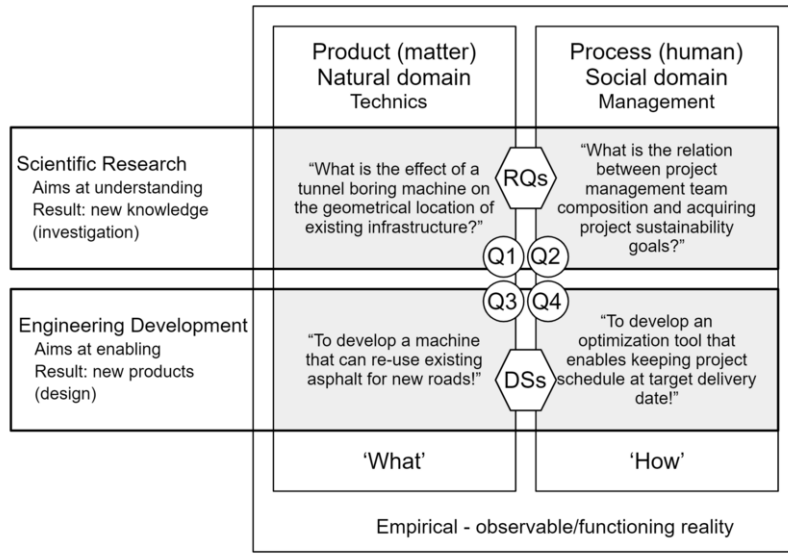 Product (matter)
Natural domain
Technics
Process (human)
Social domain
Management
Scientific Research
Aims at understanding
Result: new knowledge
(investigation)
“What is the effect of a
tunnel boring machine on
the geometrical location of
existing infrastructure?”
RQs
“What is the relation
between project
management team
composition and acquiring
project sustainability
goals?”
Q1
Q2
Q3
Q4
Engineering Development
Aims at enabling
Result: new products
(design)
“To develop a machine
that can re-use existing
asphalt for new roads!”
DSs
“To develop an
optimization tool that
enables keeping project
schedule at target delivery
date!”
‘What’
‘How’
Empirical - observable/functioning reality